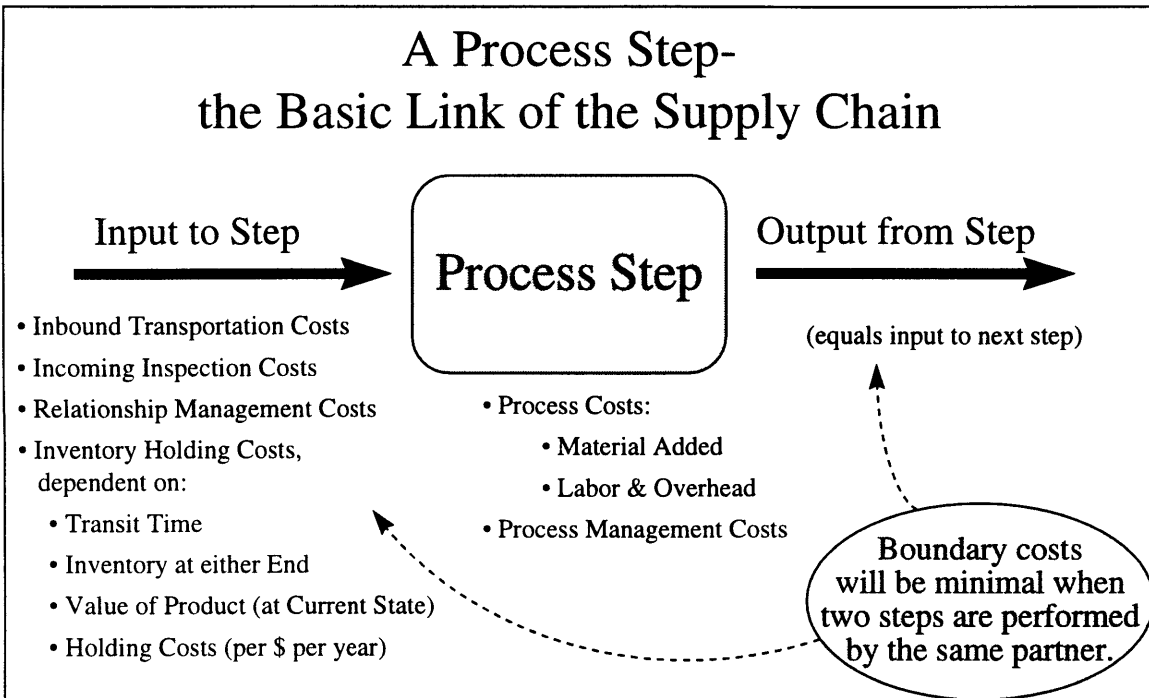 A Process Step-
the Basic Link of the Supply Chain
Input to Step
• Inbound Transportation Costs
• Incoming Inspection Costs
• Relationship Management Costs
• Inventory Holding Costs,
dependent on:
• Transit Time
• Inventory at either End
• Value of Product (at Current State)
• Holding Costs (per $ per year)
Process Step
• Process Costs:
• Material Added
• Labor & Overhead
• Process Management Costs
Output from Step
(equals input to next step)
Boundary costs
will be minimal when
two steps are performed
by the same partner.